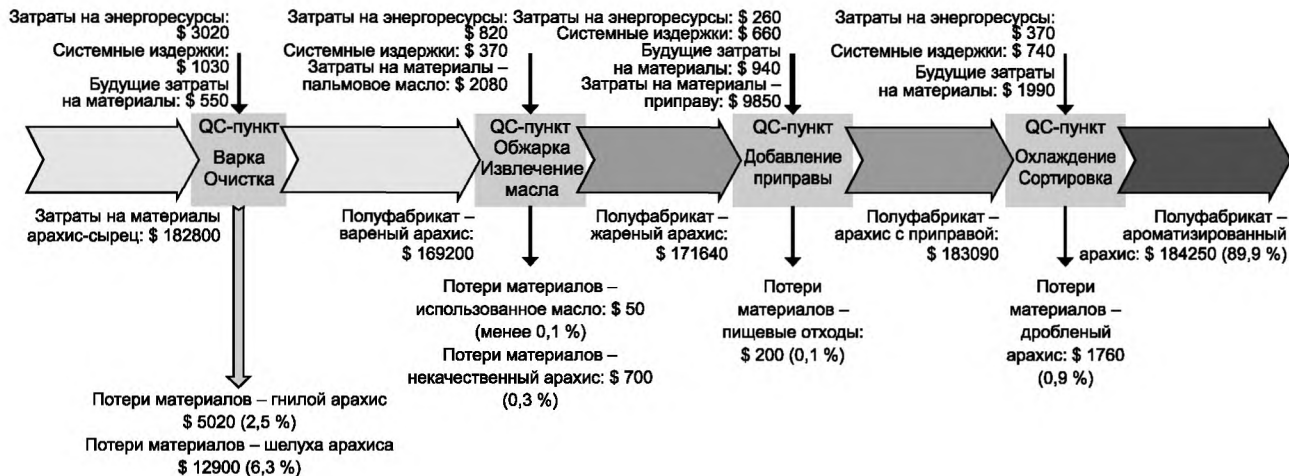 Затраты на энергоресурсы:
$ 3020
Системные издержки:
$ 1030
Будущие затраты
на материалы: $ 550
Затраты на энергоресурсы:
$ 820
Системные издержки: $ 370
Затраты на материалы –
пальмовое масло: $ 2080
Затраты на энергоресурсы: $ 260
Системные издержки: $ 660
Будущие затраты
на материалы: $ 940
Затраты на материалы –
приправу: $ 9850
Затраты на энергоресурсы:
$ 370
Системные издержки: $ 740
Будущие затраты
на материалы: $ 1990
QC-пункт
Варка
Очистка
QC-пункт
Обжарка
Извлечение
масла
QC-пункт
Добавление
приправы
QC-пункт
Охлаждение
Сортировка
Затраты на материалы
арахис-сырец: $ 182800
Полуфабрикат –
вареный арахис:
$ 169200
Полуфабрикат –
жареный арахис:
$ 171640
Полуфабрикат –
арахис с приправой:
$ 183090
Полуфабрикат –
ароматизированный
арахис: $ 184250 (89,9 %)
Потери материалов – гнилой арахис
$ 5020 (2,5 %)
Потери материалов – шелуха арахиса
$ 12900 (6,3 %)
Потери материалов –
использованное масло: $ 50
(менее 0,1 %)
Потери материалов –
некачественный арахис: $ 700
(0,3 %)
Потери
материалов –
пищевые отходы:
$ 200 (0,1 %)
Потери
материалов –
дробленый
арахис: $ 1760
(0,9 %)